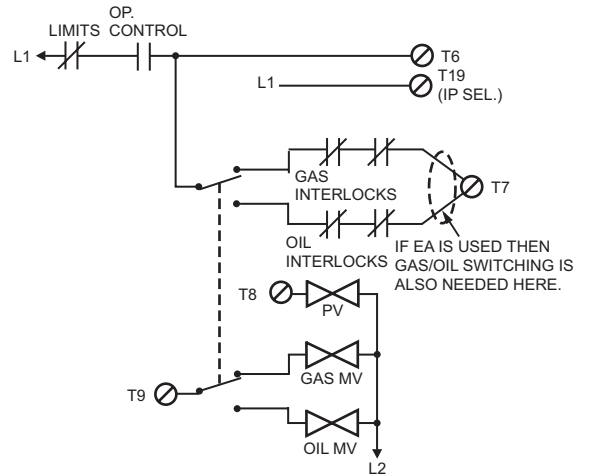 OP.
CONTROL
LIMITS
L1
T6
L1
T19
(IP SEL.)
GAS
INTERLOCKS
T7
OIL
INTERLOCKS
IF EA IS USED THEN
GAS/OIL SWITCHING IS
ALSO NEEDED HERE.
T8
PV
GAS MV
T9
OIL MV
L2